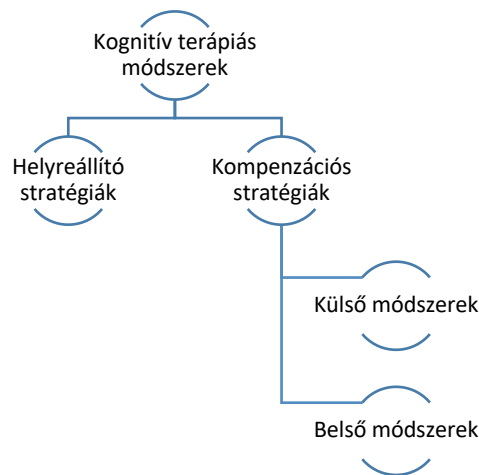 Kognitív terápiás
módszerek
Helyreállító
stratégiák
Kompenzációs
stratégiák
Külső módszerek
Belső módszerek